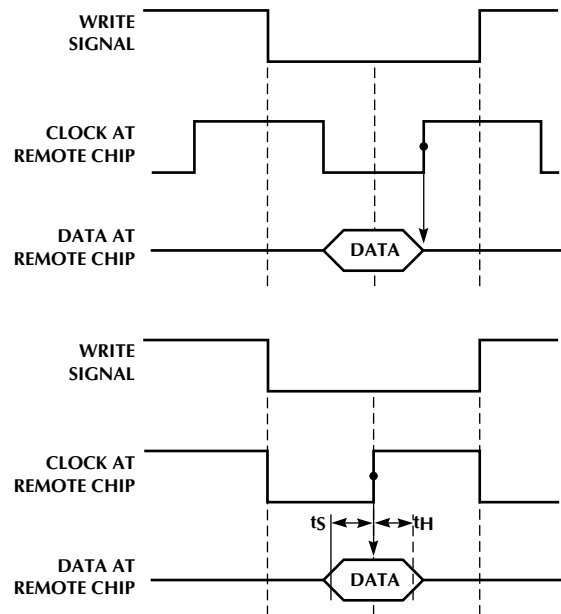 WRITE
SIGNAL
CLOCK AT
REMOTE CHIP
DATA AT
REMOTE CHIP
DATA
WRITE
SIGNAL
CLOCK AT
REMOTE CHIP
tS
tH
DATA AT
REMOTE CHIP
DATA